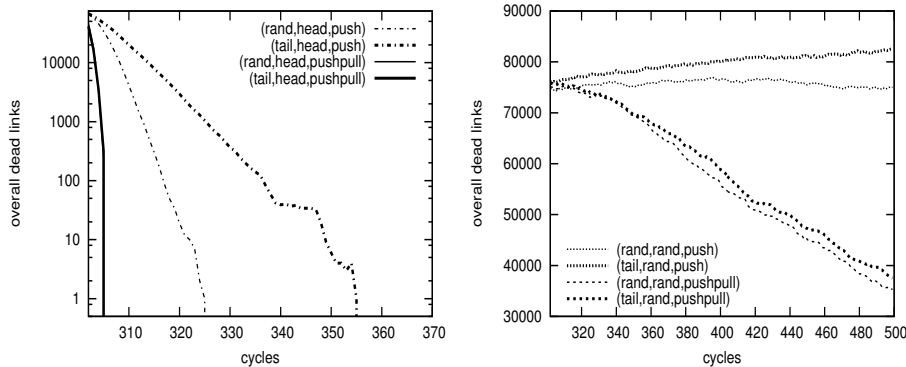 overall dead links
10000
1000
100
10
1
310
320
330
340
350
360
370
cycles
(rand,head,push)
(tail,head,push)
(rand,head,pushpull)
(tail,head,pushpull)
overall dead links
90000
80000
70000
60000
50000
40000
30000
320
340
360
380
400
420
440
460
480
500
cycles
(rand,rand,push)
(tail,rand,push)
(rand,rand,pushpull)
(tail,rand,pushpull)